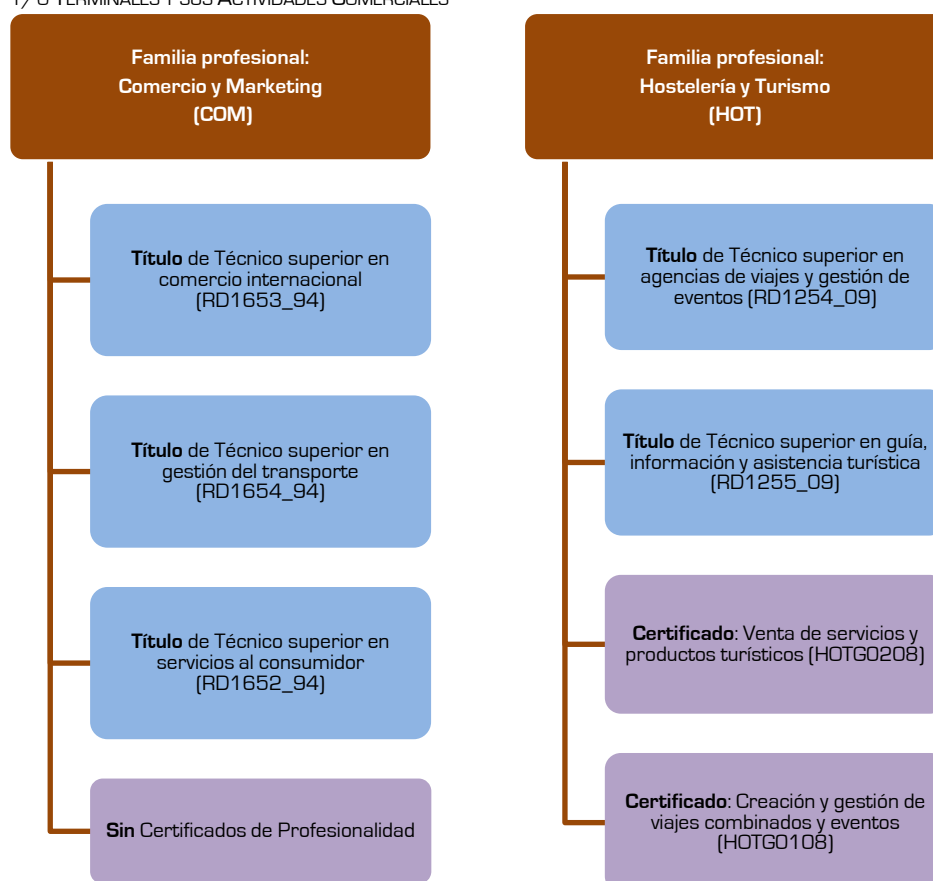 Y/O TERMINALES Y SUS ACTIVIDADES COMERCIALES
Familia profesional:
Comercio y Marketing
(COM)
Título de Técnico superior en
comercio internacional
(RD1653_94)
Título de Técnico superior en
gestión del transporte
(RD1654_94)
Título de Técnico superior en
servicios al consumidor
(RD1652_94)
Sin Certificados de Profesionalidad
Familia profesional:
Hostelería y Turismo
(HOT)
Título de Técnico superior en
agencias de viajes y gestión de
eventos (RD1254_09)
Título de Técnico superior en guía,
información y asistencia turística
(RD1255_09)
Certificado: Venta de servicios y
productos turísticos (HOTG0208)
Certificado: Creación y gestión de
viajes combinados y eventos
(HOTG0108)